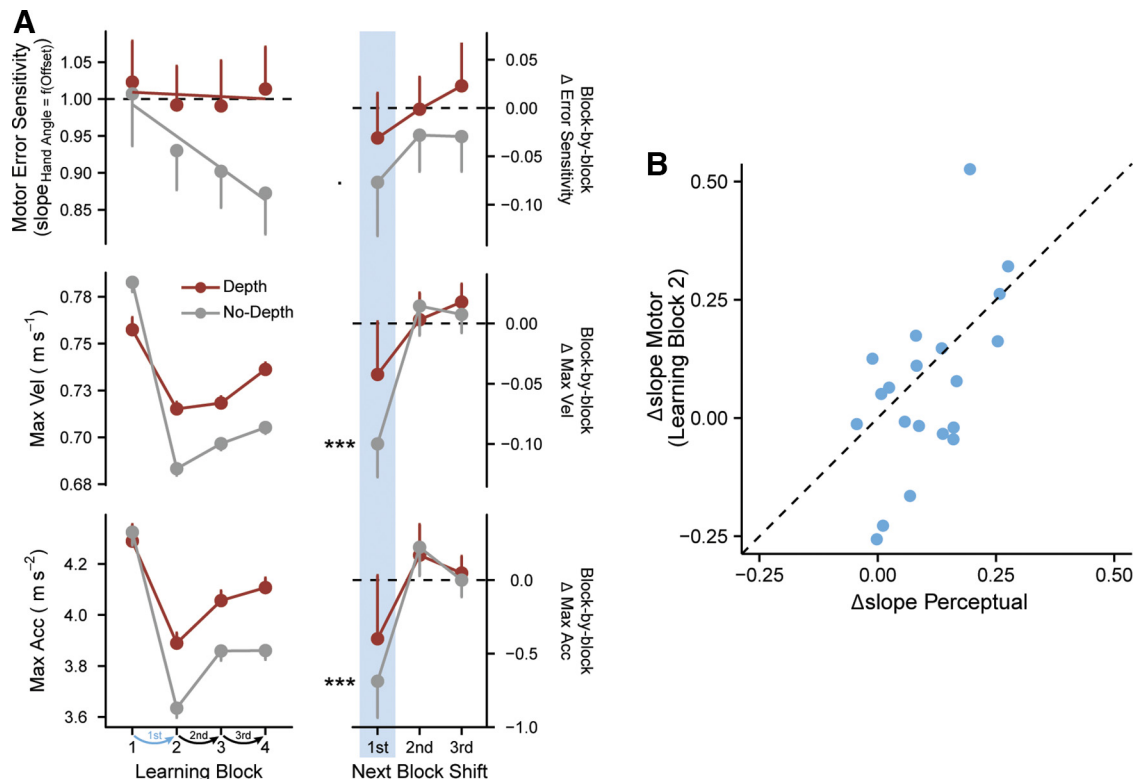 A
Motor Error Sensitivity
(slope Hand Angle = f(Offset))
1.05
1.00
0.95
0.90
0.85
0.05
0.00
−0.05
−0.10
Block-by-block
Δ Error Sensitivity
.
Max Vel ( m s−1)
0.78
0.75
0.73
0.70
0.68
Depth
No-Depth
0.00
−0.05
−0.10
Block-by-block
Δ Max Vel
***
Max Acc ( m s−2)
4.2
4.0
3.8
3.6
0.0
−0.5
−1.0
Block-by-block
Δ Max Acc
***
1st 2nd 3rd
1 2 3 4
Learning Block
1st 2nd 3rd
Next Block Shift
B
Δslope Motor
(Learning Block 2)
0.50
0.25
0.00
−0.25
−0.25 0.00 0.25 0.50
Δslope Perceptual